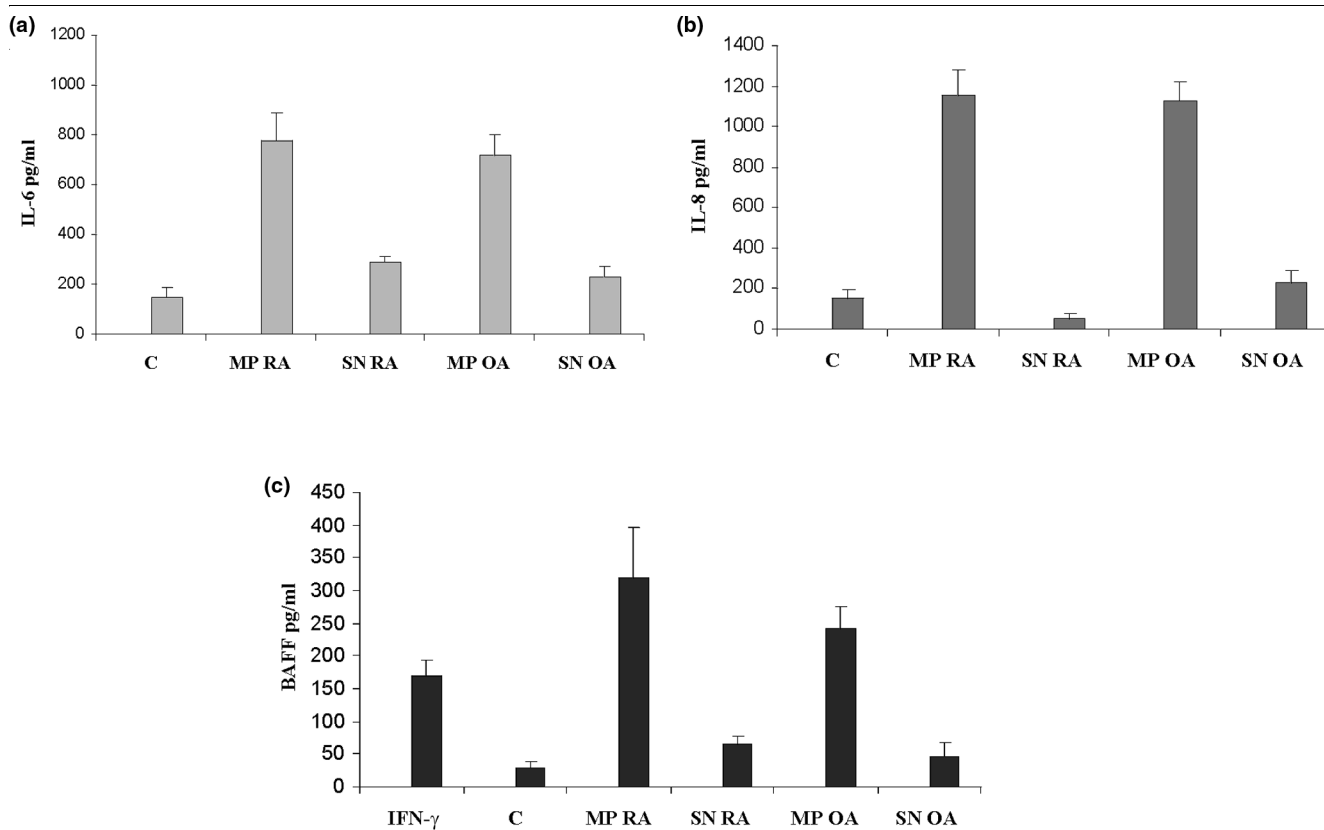 (a)
1200
1000
800
600
400
200
0
IL-6 pg/ml
C MP RA SN RA MP OA SN OA
(b)
1400
1200
1000
800
600
400
200
0
IL-8 pg/ml
C MP RA SN RA MP OA SN OA
(c)
450
400
350
300
250
200
150
100
50
0
BAFF pg/ml
IFN-γ C MP RA SN RA MP OA SN OA